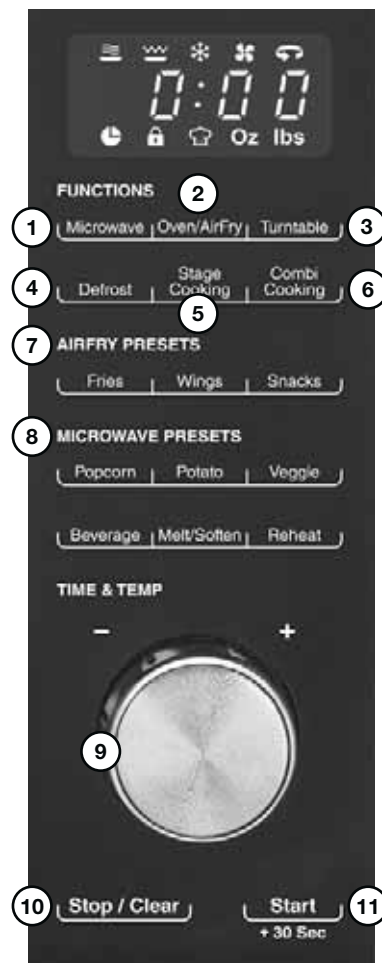 0:00
Oz lbs
FUNCTIONS
2
1 Microwave Oven/AirFry Turntable 3
4 Defrost Stage Cooking Combi Cooking 6
5
7 AIRFRY PRESETS
Fries Wings Snacks
8 MICROWAVE PRESETS
Popcorn Potato Veggie
Beverage Melt/Soften Reheat
TIME & TEMP
- +
9
10 Stop / Clear Start 11
+ 30 Sec